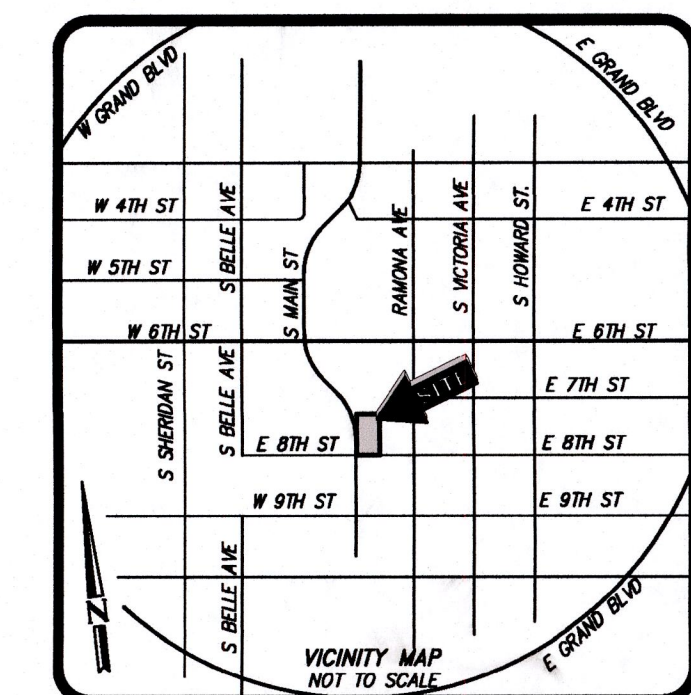 W GRAND BLVD
E GRAND BLVD
W 4TH ST
S BELLE AVE
RAMONA AVE
S VICTORIA AVE
S HOWARD ST.
E 4TH ST
W 5TH ST
S MAIN ST
W 6TH ST
E 6TH ST
S SHERIDAN ST
S BELLE AVE
SITE
E 7TH ST
E 8TH ST
E 8TH ST
W 9TH ST
E 9TH ST
N
S BELLE AVE
E GRAND BLVD
VICINITY MAP
NOT TO SCALE